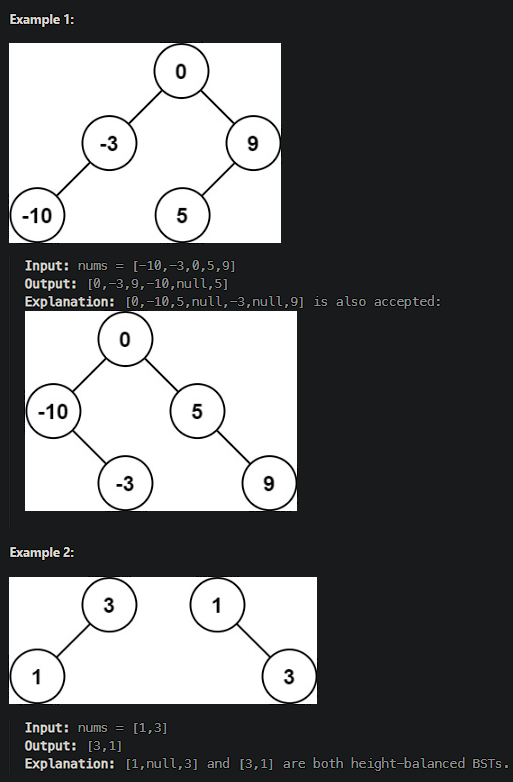 Example 1:
0
-3 9
-10 5
Input: nums = [-10,-3,0,5,9]
Output: [0,-3,9,-10,null,5]
Explanation: [0,-10,5,null,-3,null,9] is also accepted:
0
-10 5
-3 9
Example 2:
3 1
1 3
Input: nums = [1,3]
Output: [3,1]
Explanation: [1,null,3] and [3,1] are both height-balanced BSTs.